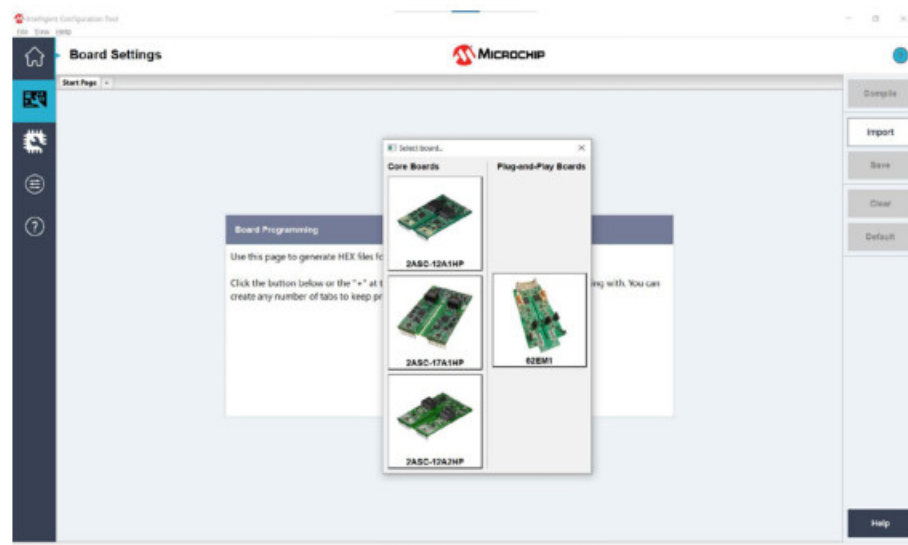 Intelligent Configuration Tool
File View Help
Board Settings
MICROCHIP
Start Page +
Compile
Import
Save
Clear
Default
Help
Select board..
Core Boards
Plug-and-Play Boards
2ASC-12A1HP
2ASC-17A1HP
62EM1
2ASC-12A2HP
Board Programming
Use this page to generate HEX files fo
Click the button below or the "+" at t
ing with. You can
create any number of tabs to keep pr
?